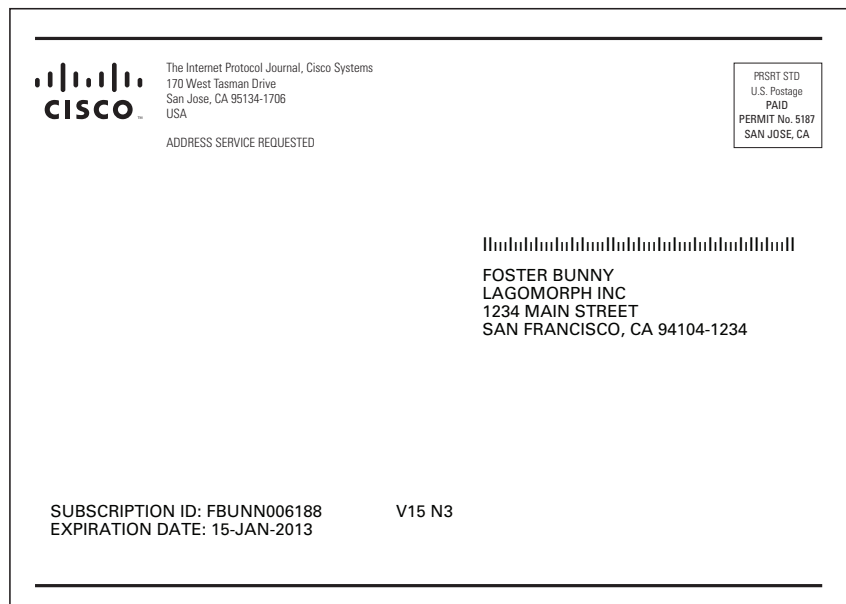 CISCO™
The Internet Protocol Journal, Cisco Systems
170 West Tasman Drive
San Jose, CA 95134-1706
USA
ADDRESS SERVICE REQUESTED
PRSRT STD
U.S. Postage
PAID
PERMIT No. 5187
SAN JOSE, CA
FOSTER BUNNY
LAGOMORPH INC
1234 MAIN STREET
SAN FRANCISCO, CA 94104-1234
SUBSCRIPTION ID: FBUNN006188 V15 N3
EXPIRATION DATE: 15-JAN-2013